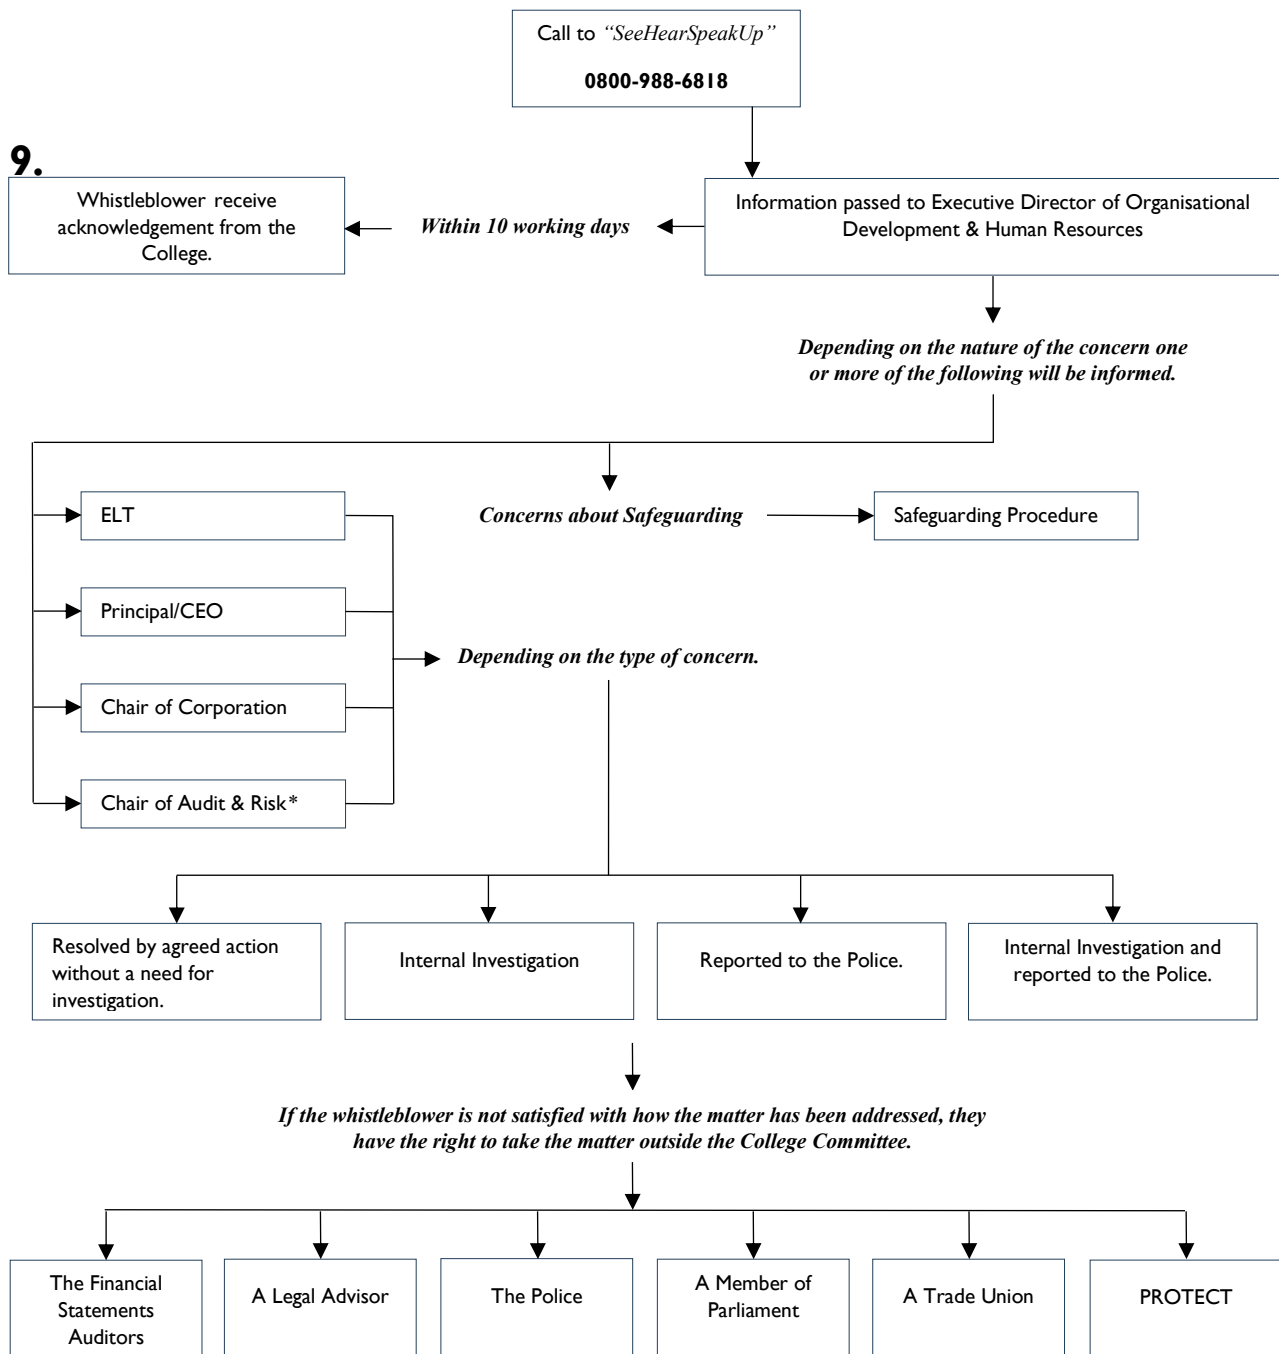 Call to “SeeHearSpeakUp”
0800-988-6818
9.
Whistleblower receive
acknowledgement from the
College.
Within 10 working days
Information passed to Executive Director of Organisational
Development & Human Resources
Depending on the nature of the concern one
or more of the following will be informed.
ELT
Concerns about Safeguarding
Safeguarding Procedure
Principal/CEO
Depending on the type of concern.
Chair of Corporation
Chair of Audit & Risk*
Resolved by agreed action
without a need for
investigation.
Internal Investigation
Reported to the Police.
Internal Investigation and
reported to the Police.
If the whistleblower is not satisfied with how the matter has been addressed, they
have the right to take the matter outside the College Committee.
The Financial
Statements
Auditors
A Legal Advisor
The Police
A Member of
Parliament
A Trade Union
PROTECT